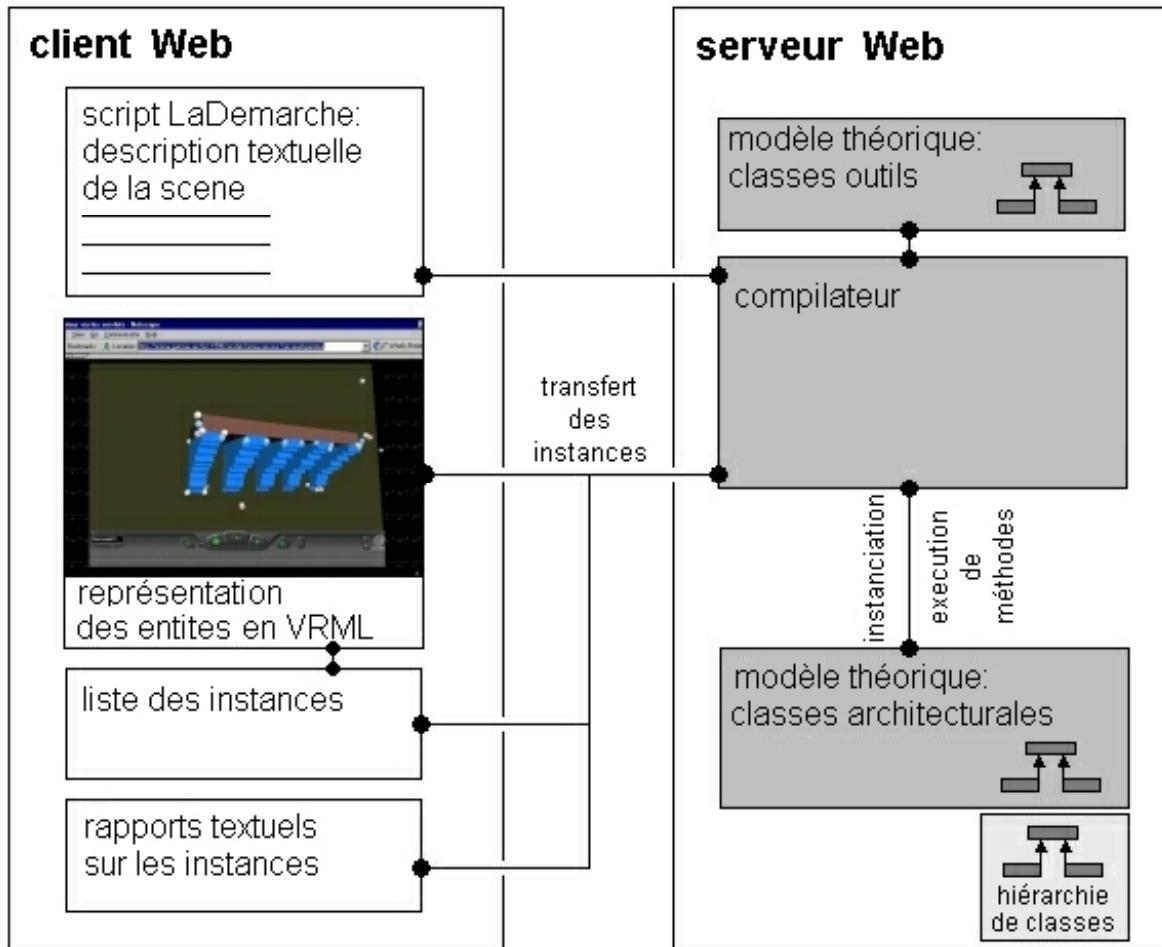 client Web
script LaDemarche:
description textuelle
de la scene
représentation
des entites en VRML
liste des instances
rapports textuels
sur les instances
transfert
des
instances
serveur Web
modèle théorique:
classes outils
compilateur
instanciation
execution
de
méthodes
modèle théorique:
classes architecturales
hiérarchie
de classes